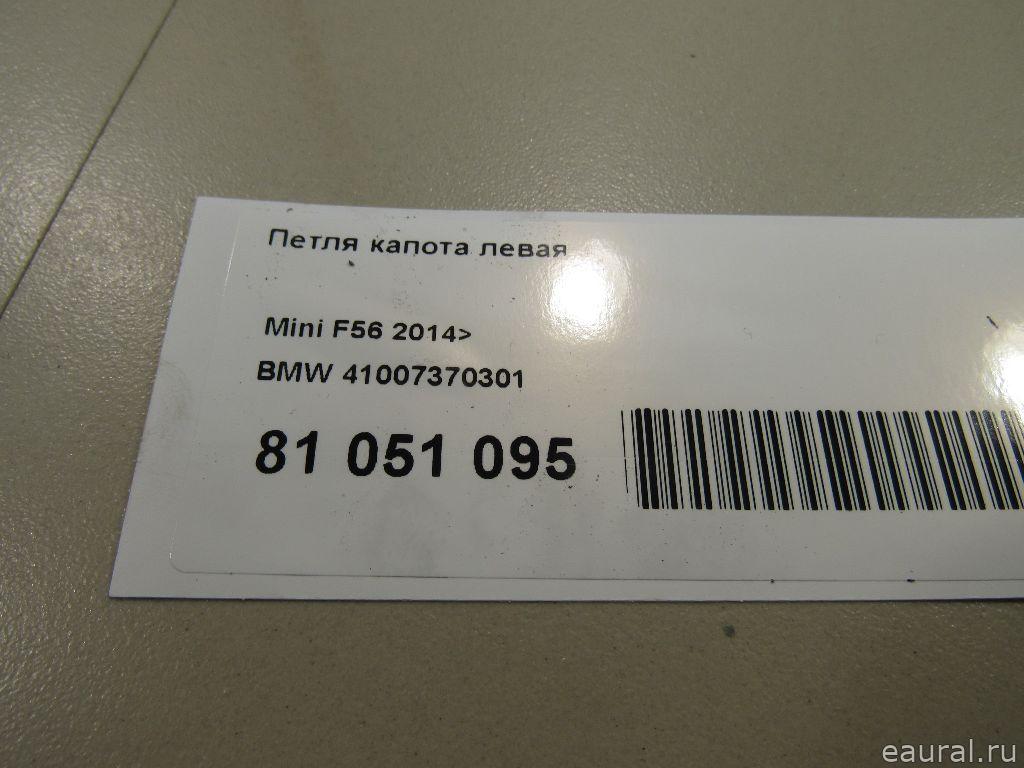 Петля капота левая
Mini F56 2014>
BMW 41007370301
81 051 095
eaural.ru